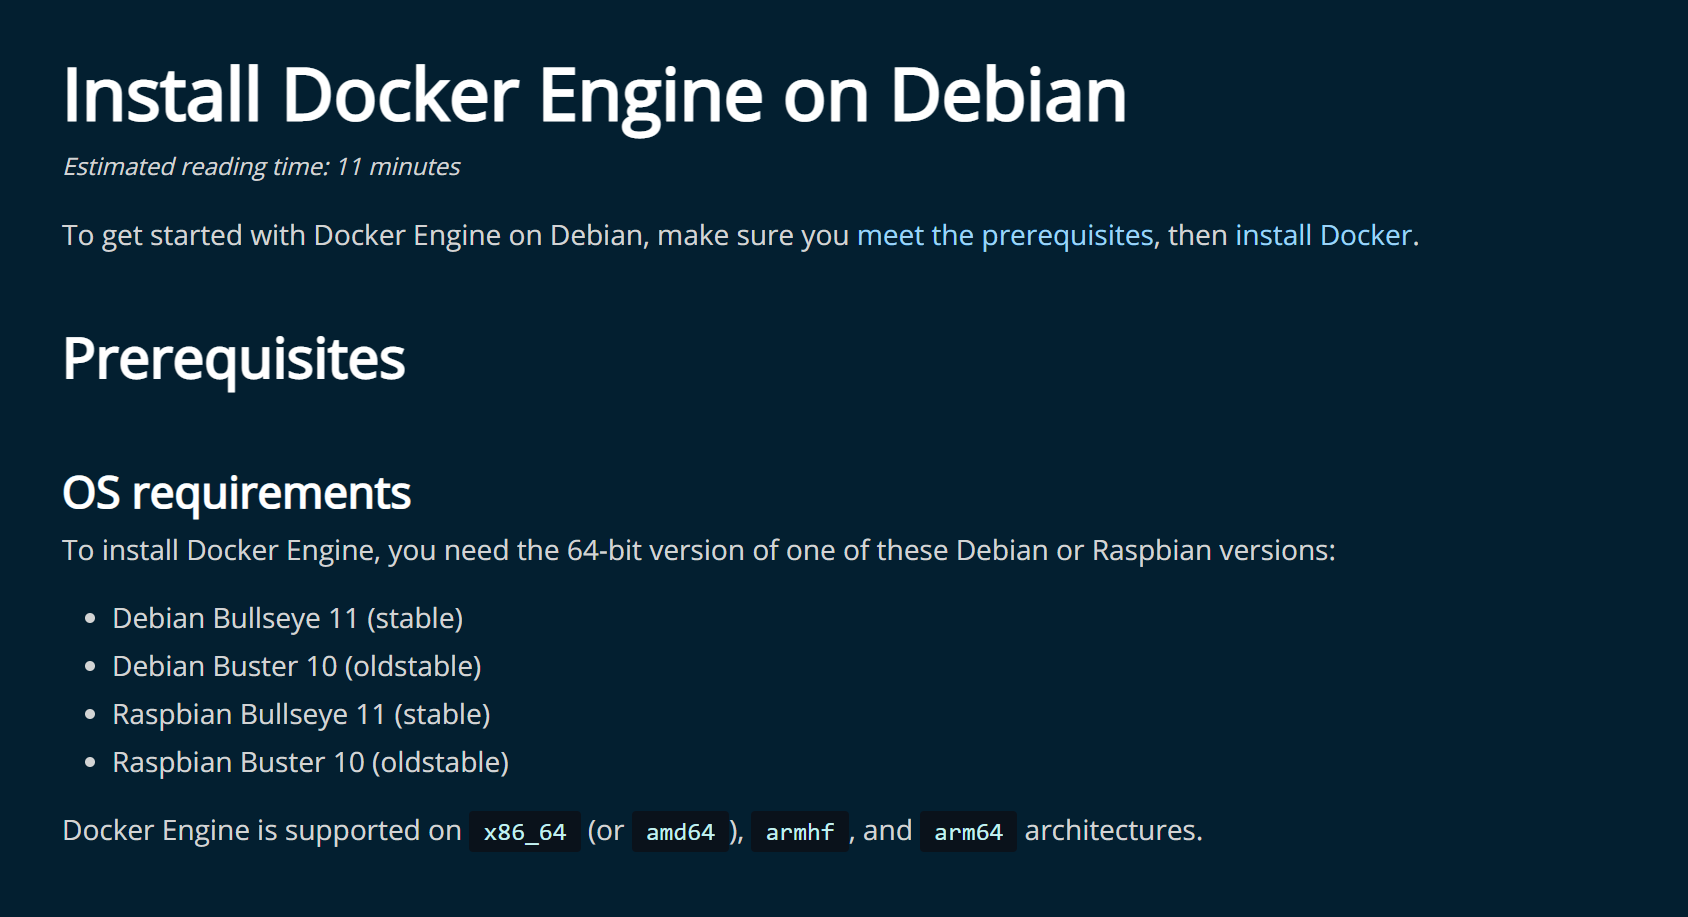 Install Docker Engine on Debian
Estimated reading time: 11 minutes
To get started with Docker Engine on Debian, make sure you meet the prerequisites, then install Docker.
Prerequisites
OS requirements
To install Docker Engine, you need the 64-bit version of one of these Debian or Raspbian versions:
• Debian Bullseye 11 (stable)
• Debian Buster 10 (oldstable)
• Raspbian Bullseye 11 (stable)
• Raspbian Buster 10 (oldstable)
Docker Engine is supported on x86_64 (or amd64), armhf, and arm64 architectures.